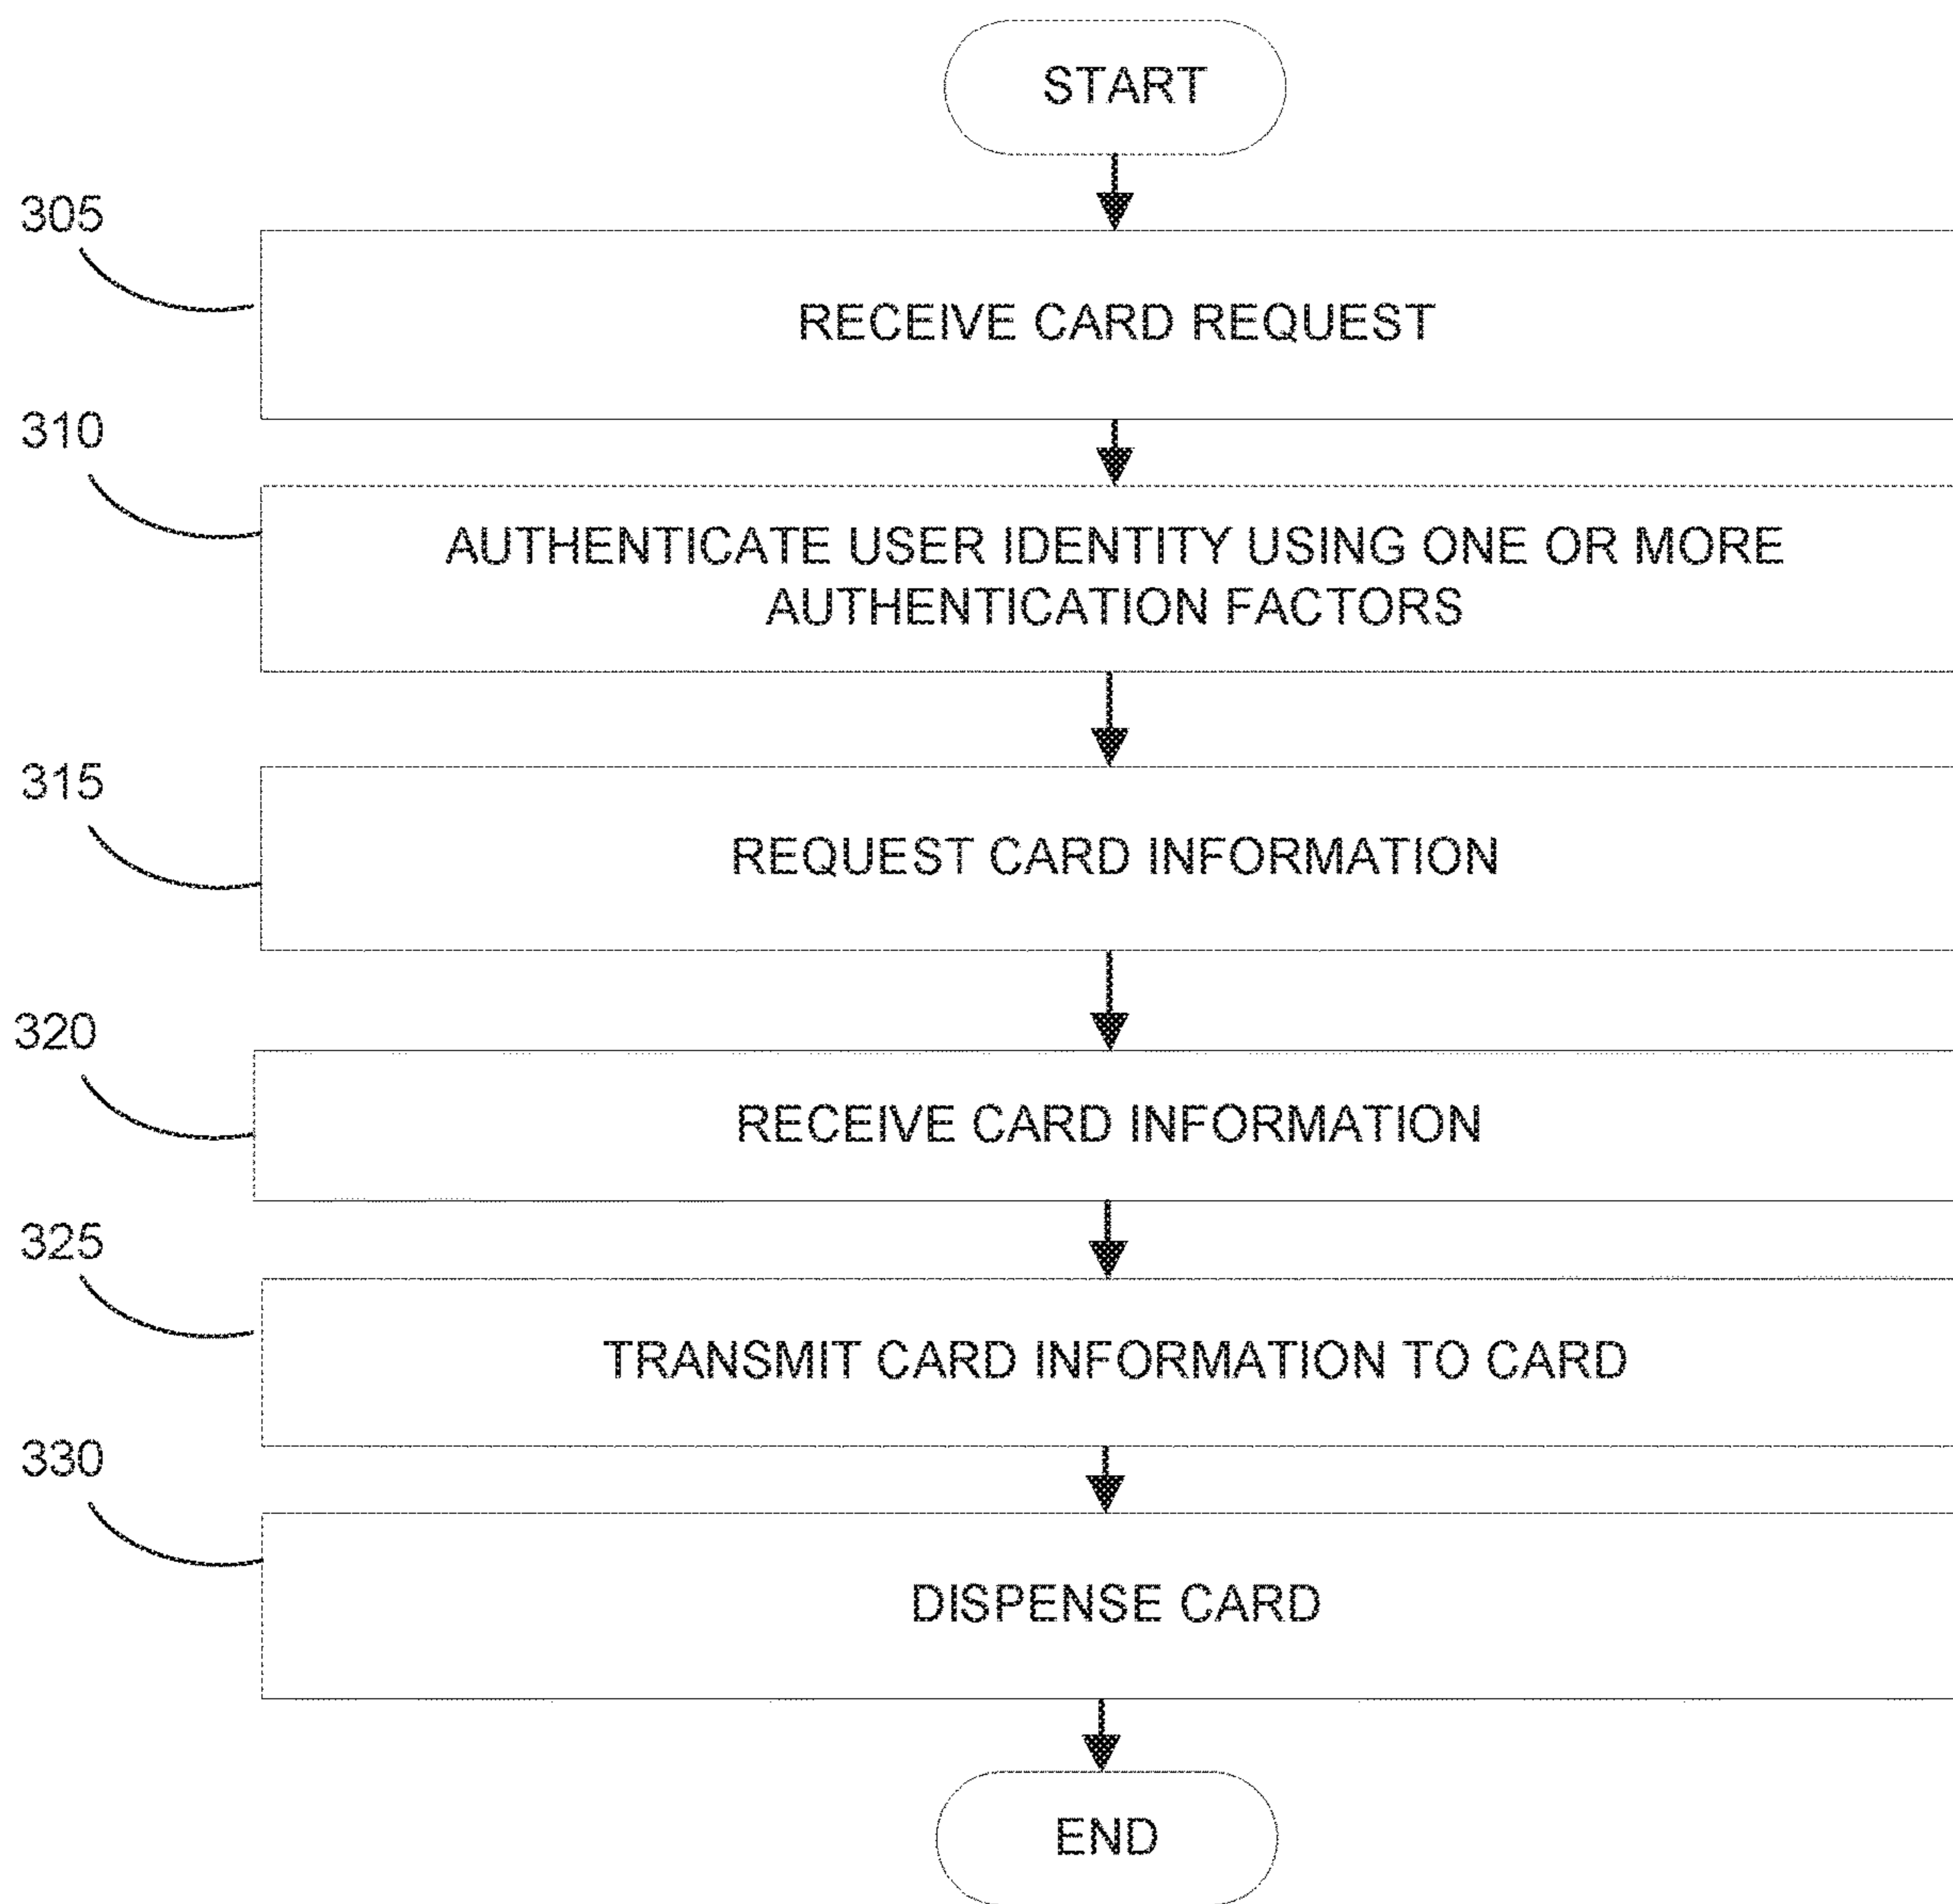 START
305
RECEIVE CARD REQUEST
310
AUTHENTICATE USER IDENTITY USING ONE OR MORE
AUTHENTICATION FACTORS
315
REQUEST CARD INFORMATION
320
RECEIVE CARD INFORMATION
325
TRANSMIT CARD INFORMATION TO CARD
330
DISPENSE CARD
END